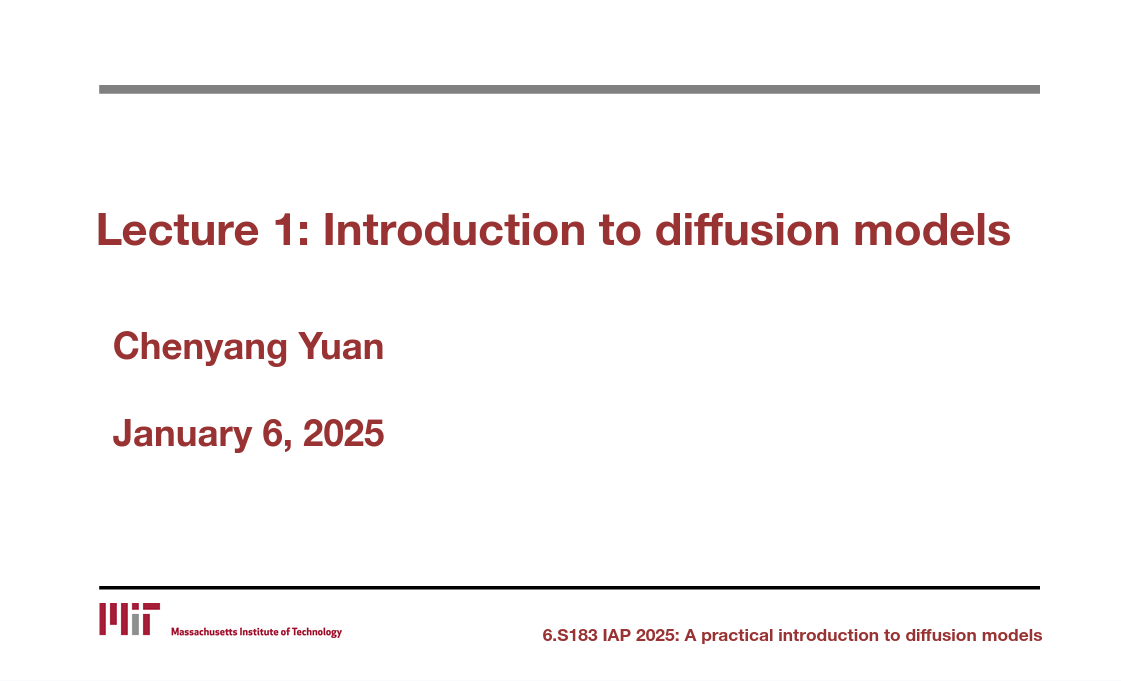 Lecture 1: Introduction to diffusion models
Chenyang Yuan
January 6, 2025
MIT Massachusetts Institute of Technology
6.S183 IAP 2025: A practical introduction to diffusion models